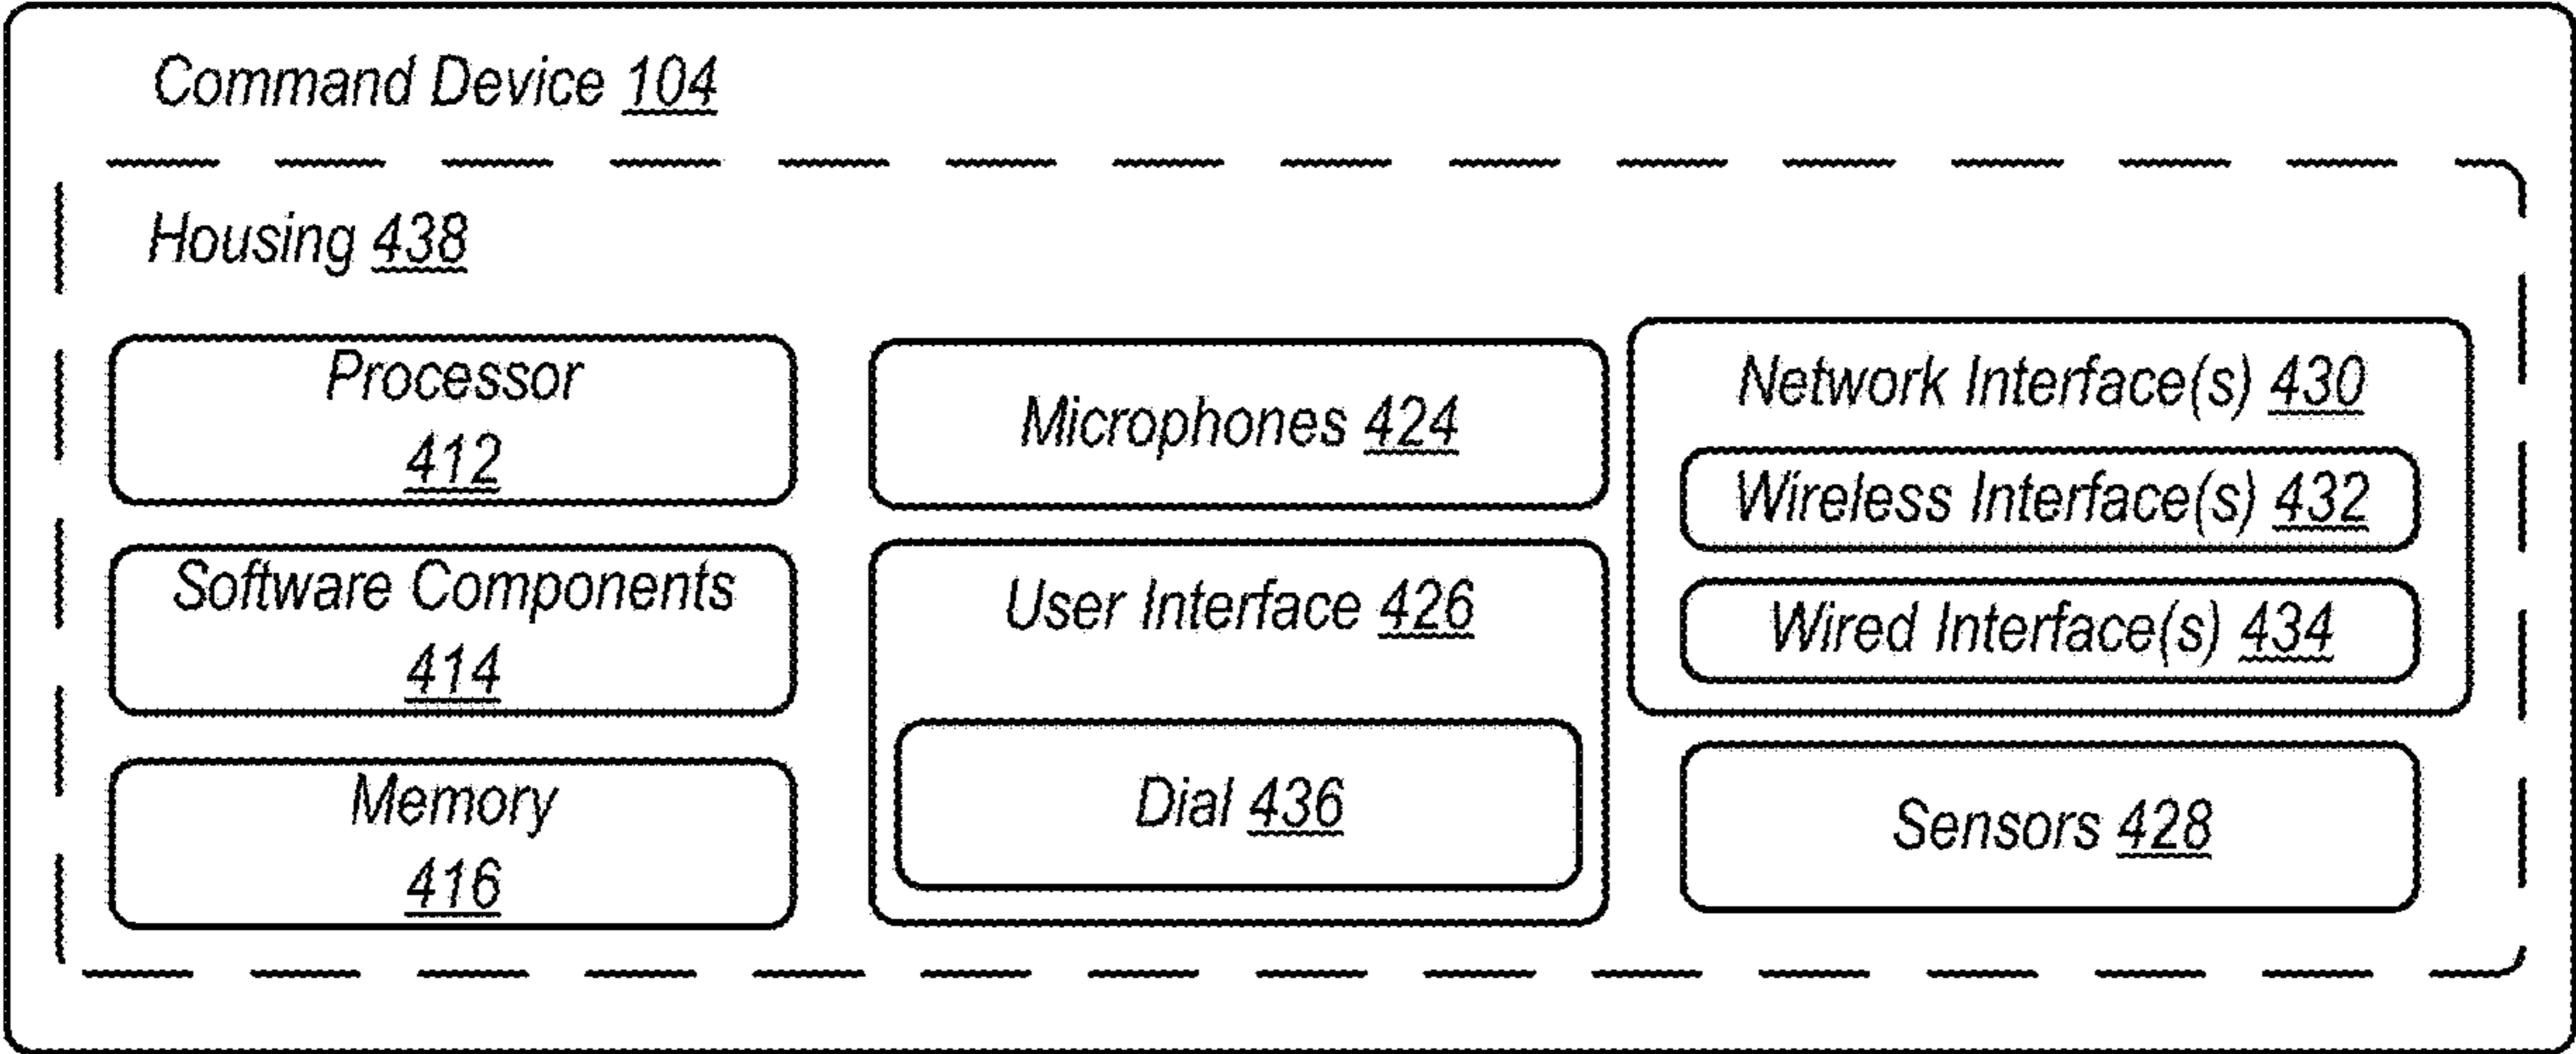 Command Device 104
Housing 438
Processor
412
Software Components
414
Memory
416
Microphones 424
User Interface 426
Dial 436
Network Interface(s) 430
Wireless Interface(s) 432
Wired Interface(s) 434
Sensors 428